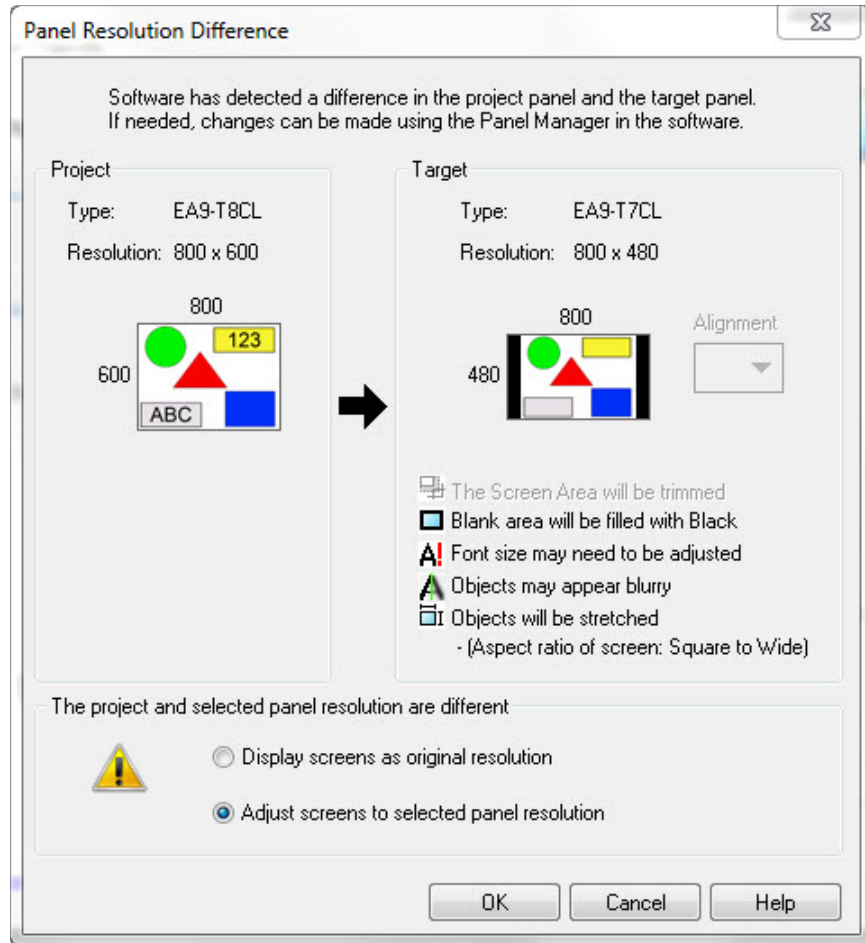 Panel Resolution Difference
Software has detected a difference in the project panel and the target panel.
If needed, changes can be made using the Panel Manager in the software.
Project
Type: EA9-T8CL
Resolution: 800 x 600
800
600
123
ABC
Target
Type: EA9-T7CL
Resolution: 800 x 480
800
480
Alignment
The Screen Area will be trimmed
Blank area will be filled with Black
A! Font size may need to be adjusted
A Objects may appear blurry
Objects will be stretched
- (Aspect ratio of screen: Square to Wide)
The project and selected panel resolution are different
Display screens as original resolution
Adjust screens to selected panel resolution
OK Cancel Help